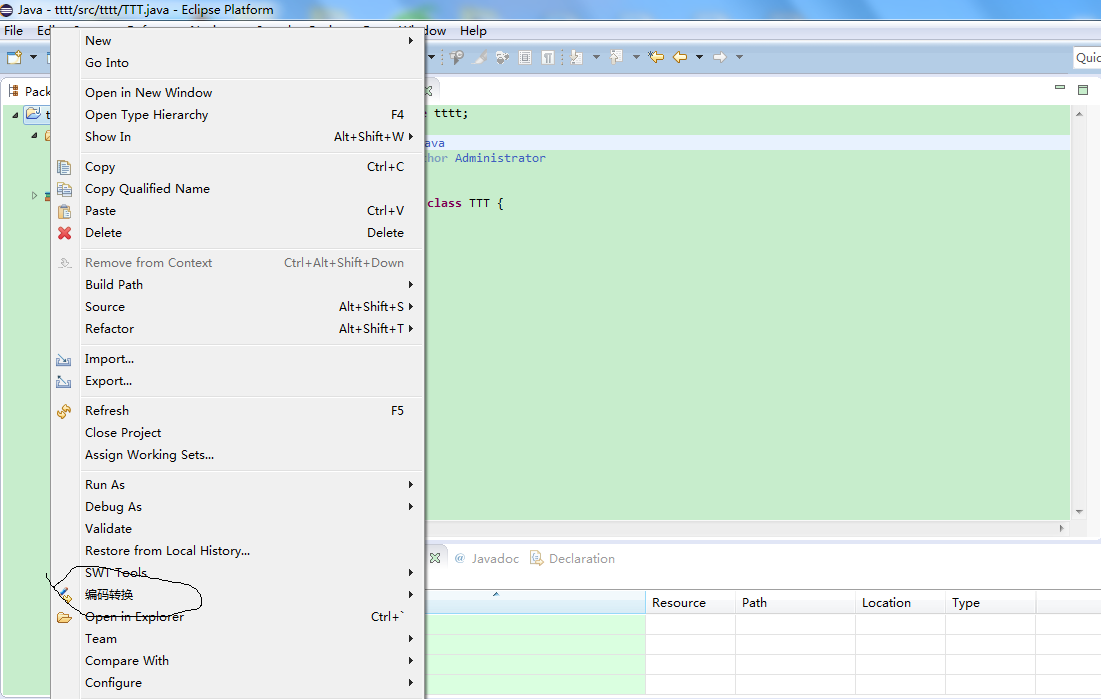 Java - tttt/src/tttt/TTT.java - Eclipse Platform
File
Help
Quic
New
Go Into
Open in New Window
Open Type Hierarchy F4
Show In Alt+Shift+W
Copy Ctrl+C
Copy Qualified Name
Paste Ctrl+V
Delete Delete
Remove from Context Ctrl+Alt+Shift+Down
Build Path
Source Alt+Shift+S
Refactor Alt+Shift+T
Import...
Export...
Refresh F5
Close Project
Assign Working Sets...
Run As
Debug As
Validate
Restore from Local History...
SWT Tools
编码转换
Open in Explorer Ctrl+`
Team
Compare With
Configure
Pack
tttt;
ava
hor Administrator
class TTT {
@ Javadoc Declaration
Resource Path Location Type